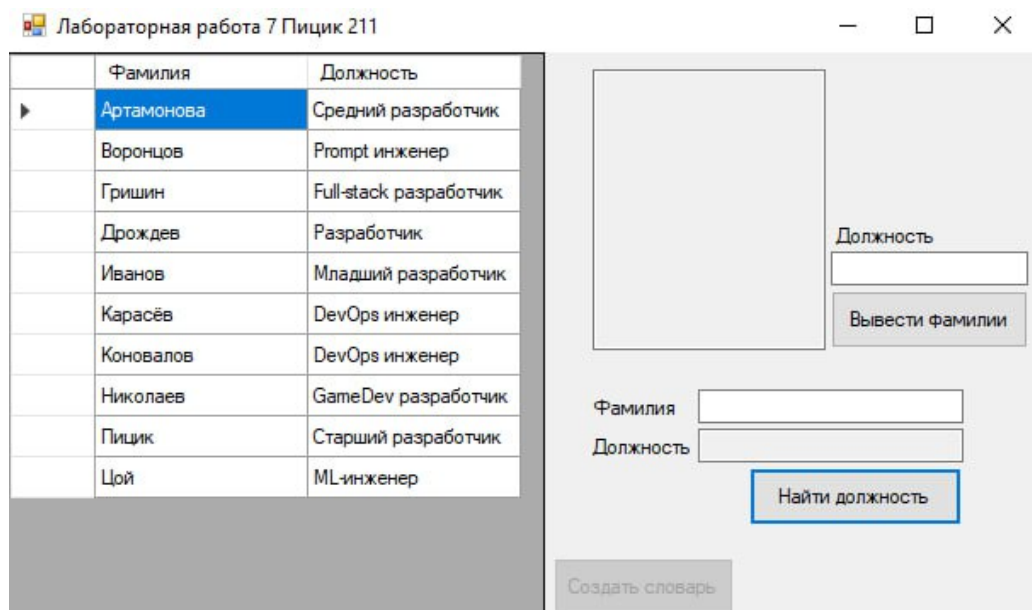 Лабораторная работа 7 Пицик 211
Фамилия Должность
Артамонова Средний разработчик
Воронцов Prompt инженер
Гришин Full-stack разработчик
Дрождев Разработчик
Иванов Младший разработчик
Карасёв DevOps инженер
Коновалов DevOps инженер
Николаев GameDev разработчик
Пицик Старший разработчик
Цой ML-инженер
Должность
Вывести фамилии
Фамилия
Должность
Найти должность
Создать словарь